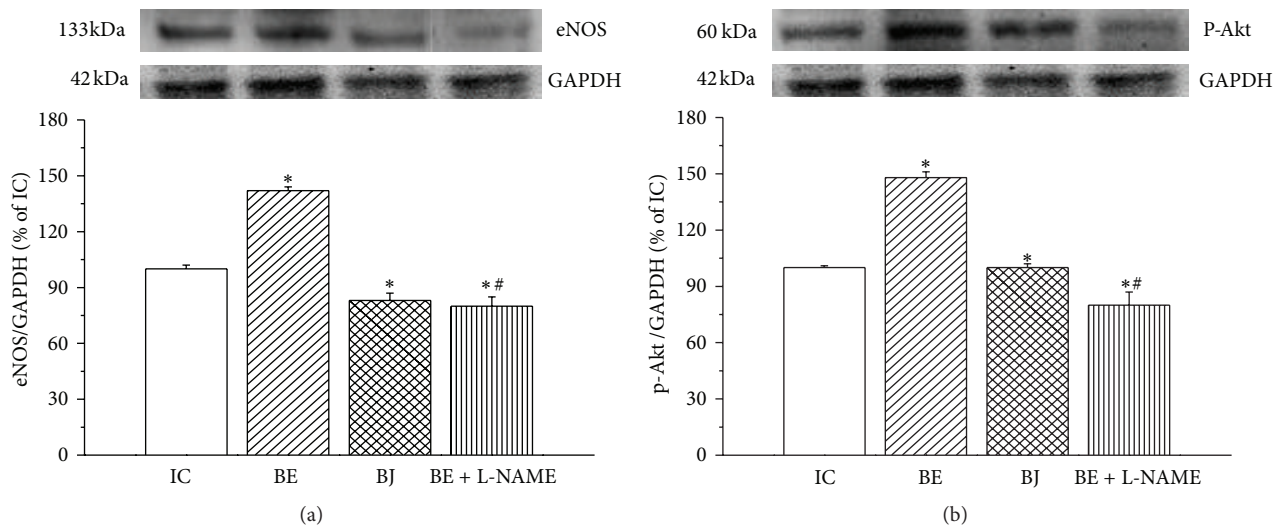 133kDa eNOS
42 kDa GAPDH
180
150
120
90
60
30
0
eNOS/GAPDH (% of IC)
*
*
* #
IC BE BJ BE + L-NAME
(a)
60 kDa P-Akt
42 kDa GAPDH
180
150
120
90
60
30
0
p-Akt /GAPDH (% of IC)
*
*
*#
IC BE BJ BE + L-NAME
(b)